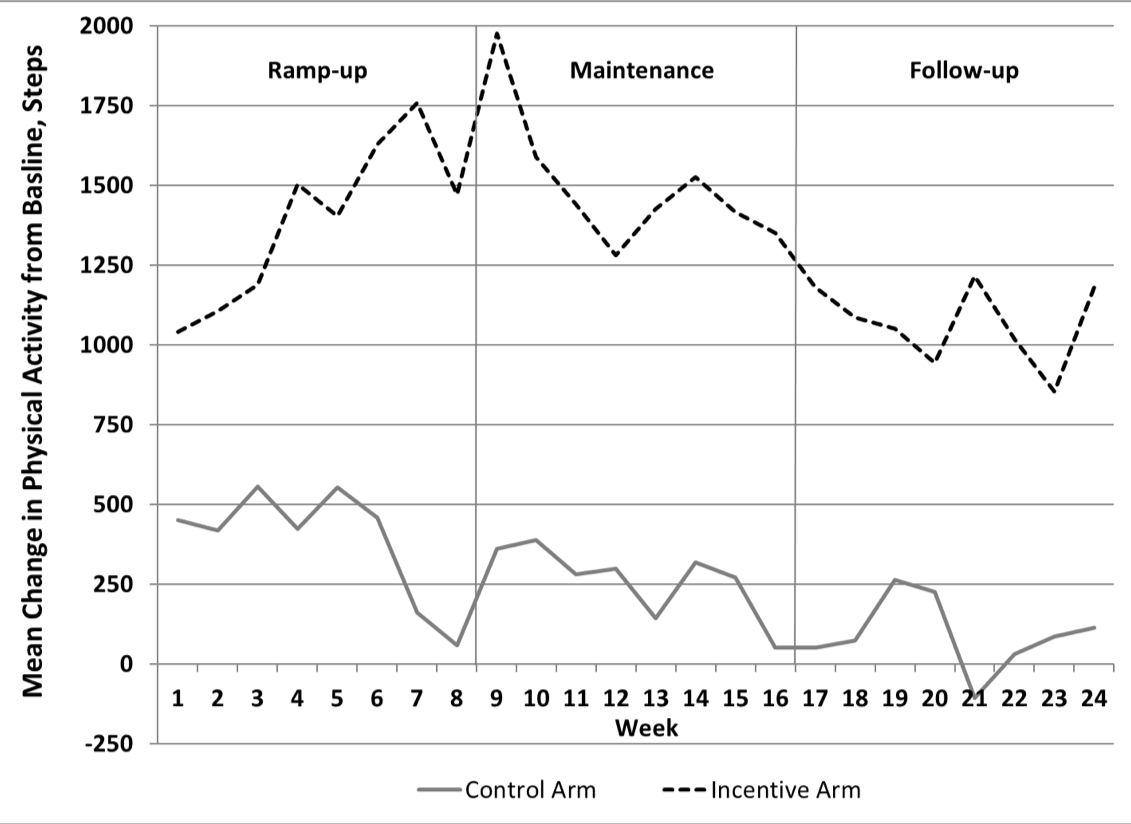 Mean Change in Physical Activity from Basline, Steps
2000
1750
1500
1250
1000
750
500
250
0
-250
Ramp-up Maintenance Follow-up
1 2 3 4 5 6 7 8 9 10 11 12 13 14 15 16 17 18 19 20 21 22 23 24
Week
Control Arm Incentive Arm